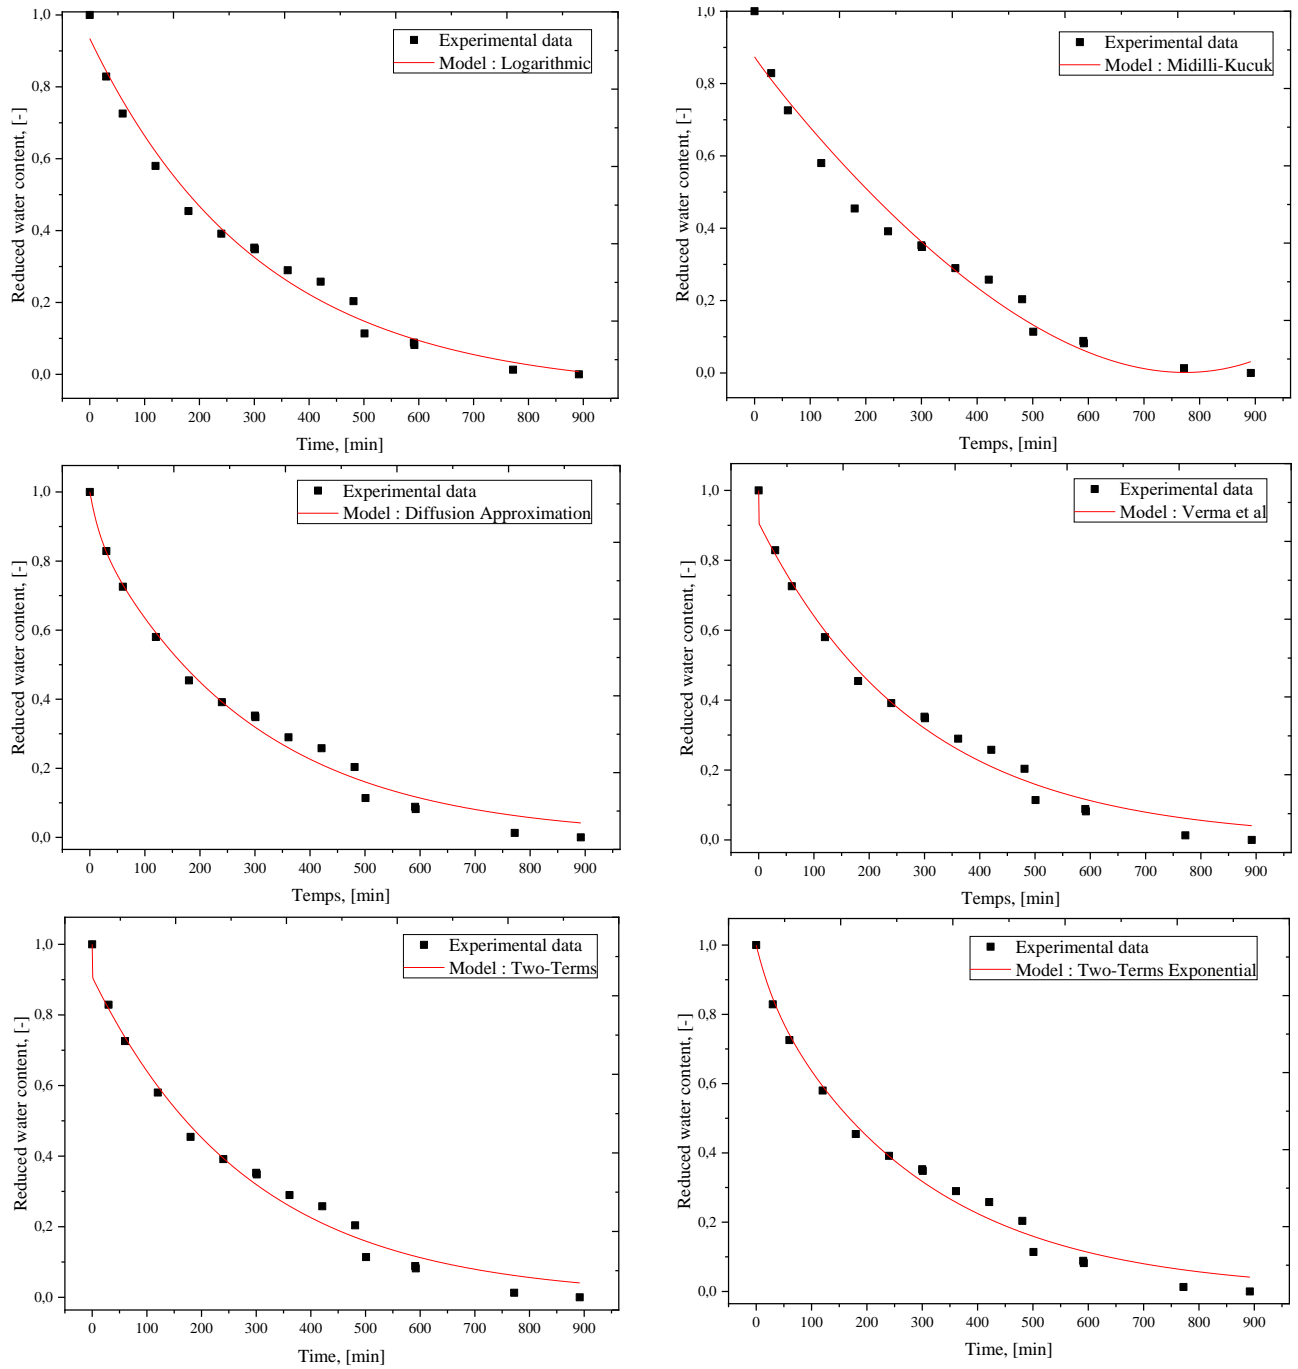 Experimental data
Model : Logarithmic
Reduced water content, [-]
1,0
0,8
0,6
0,4
0,2
0,0
0 100 200 300 400 500 600 700 800 900
Time, [min]
Experimental data
Model : Midilli-Kucuk
Reduced water content, [-]
1,0
0,8
0,6
0,4
0,2
0,0
0 100 200 300 400 500 600 700 800 900
Temps, [min]
Experimental data
Model : Diffusion Approximation
Reduced water content, [-]
1,0
0,8
0,6
0,4
0,2
0,0
0 100 200 300 400 500 600 700 800 900
Temps, [min]
Experimental data
Model : Verma et al
Reduced water content, [-]
1,0
0,8
0,6
0,4
0,2
0,0
0 100 200 300 400 500 600 700 800 900
Temps, [min]
Experimental data
Model : Two-Terms
Reduced water content, [-]
1,0
0,8
0,6
0,4
0,2
0,0
0 100 200 300 400 500 600 700 800 900
Time, [min]
Experimental data
Model : Two-Terms Exponential
Reduced water content, [-]
1,0
0,8
0,6
0,4
0,2
0,0
0 100 200 300 400 500 600 700 800 900
Time, [min]